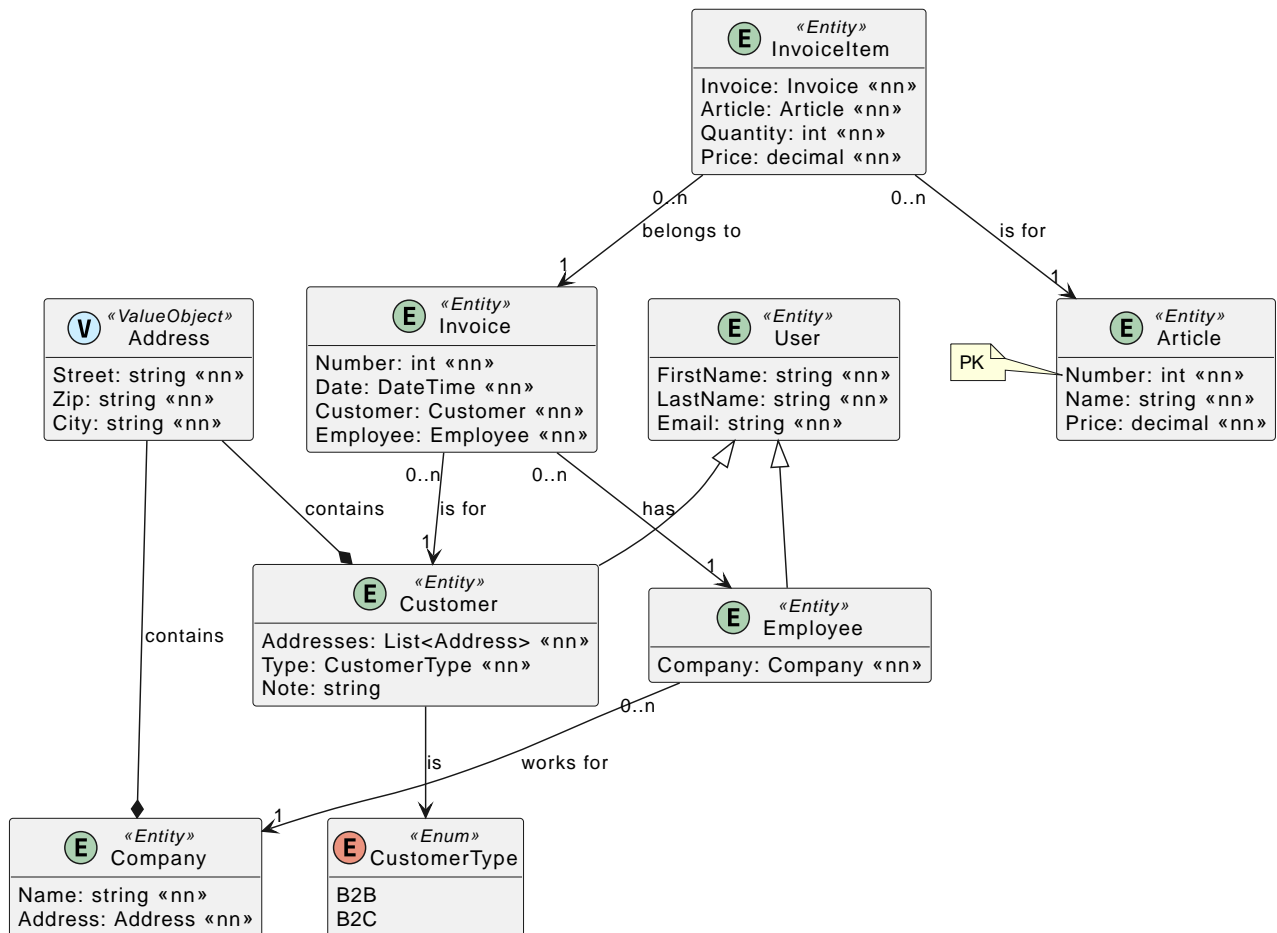 E
«Entity»
InvoiceItem
Invoice: Invoice «nn»
Article: Article «nn»
Quantity: int «nn»
Price: decimal «nn»
0..n
0..n
belongs to
is for
1
1
V
«ValueObject»
Address
Street: string «nn»
Zip: string «nn»
City: string «nn»
E
«Entity»
Invoice
Number: int «nn»
Date: DateTime «nn»
Customer: Customer «nn»
Employee: Employee «nn»
E
«Entity»
User
FirstName: string «nn»
LastName: string «nn»
Email: string «nn»
PK
E
«Entity»
Article
Number: int «nn»
Name: string «nn»
Price: decimal «nn»
0..n
0..n
contains
is for
has
1
1
E
«Entity»
Customer
Addresses: List<Address> «nn»
Type: CustomerType «nn»
Note: string
E
«Entity»
Employee
Company: Company «nn»
contains
0..n
is
works for
1
E
«Entity»
Company
Name: string «nn»
Address: Address «nn»
E
«Enum»
CustomerType
B2B
B2C